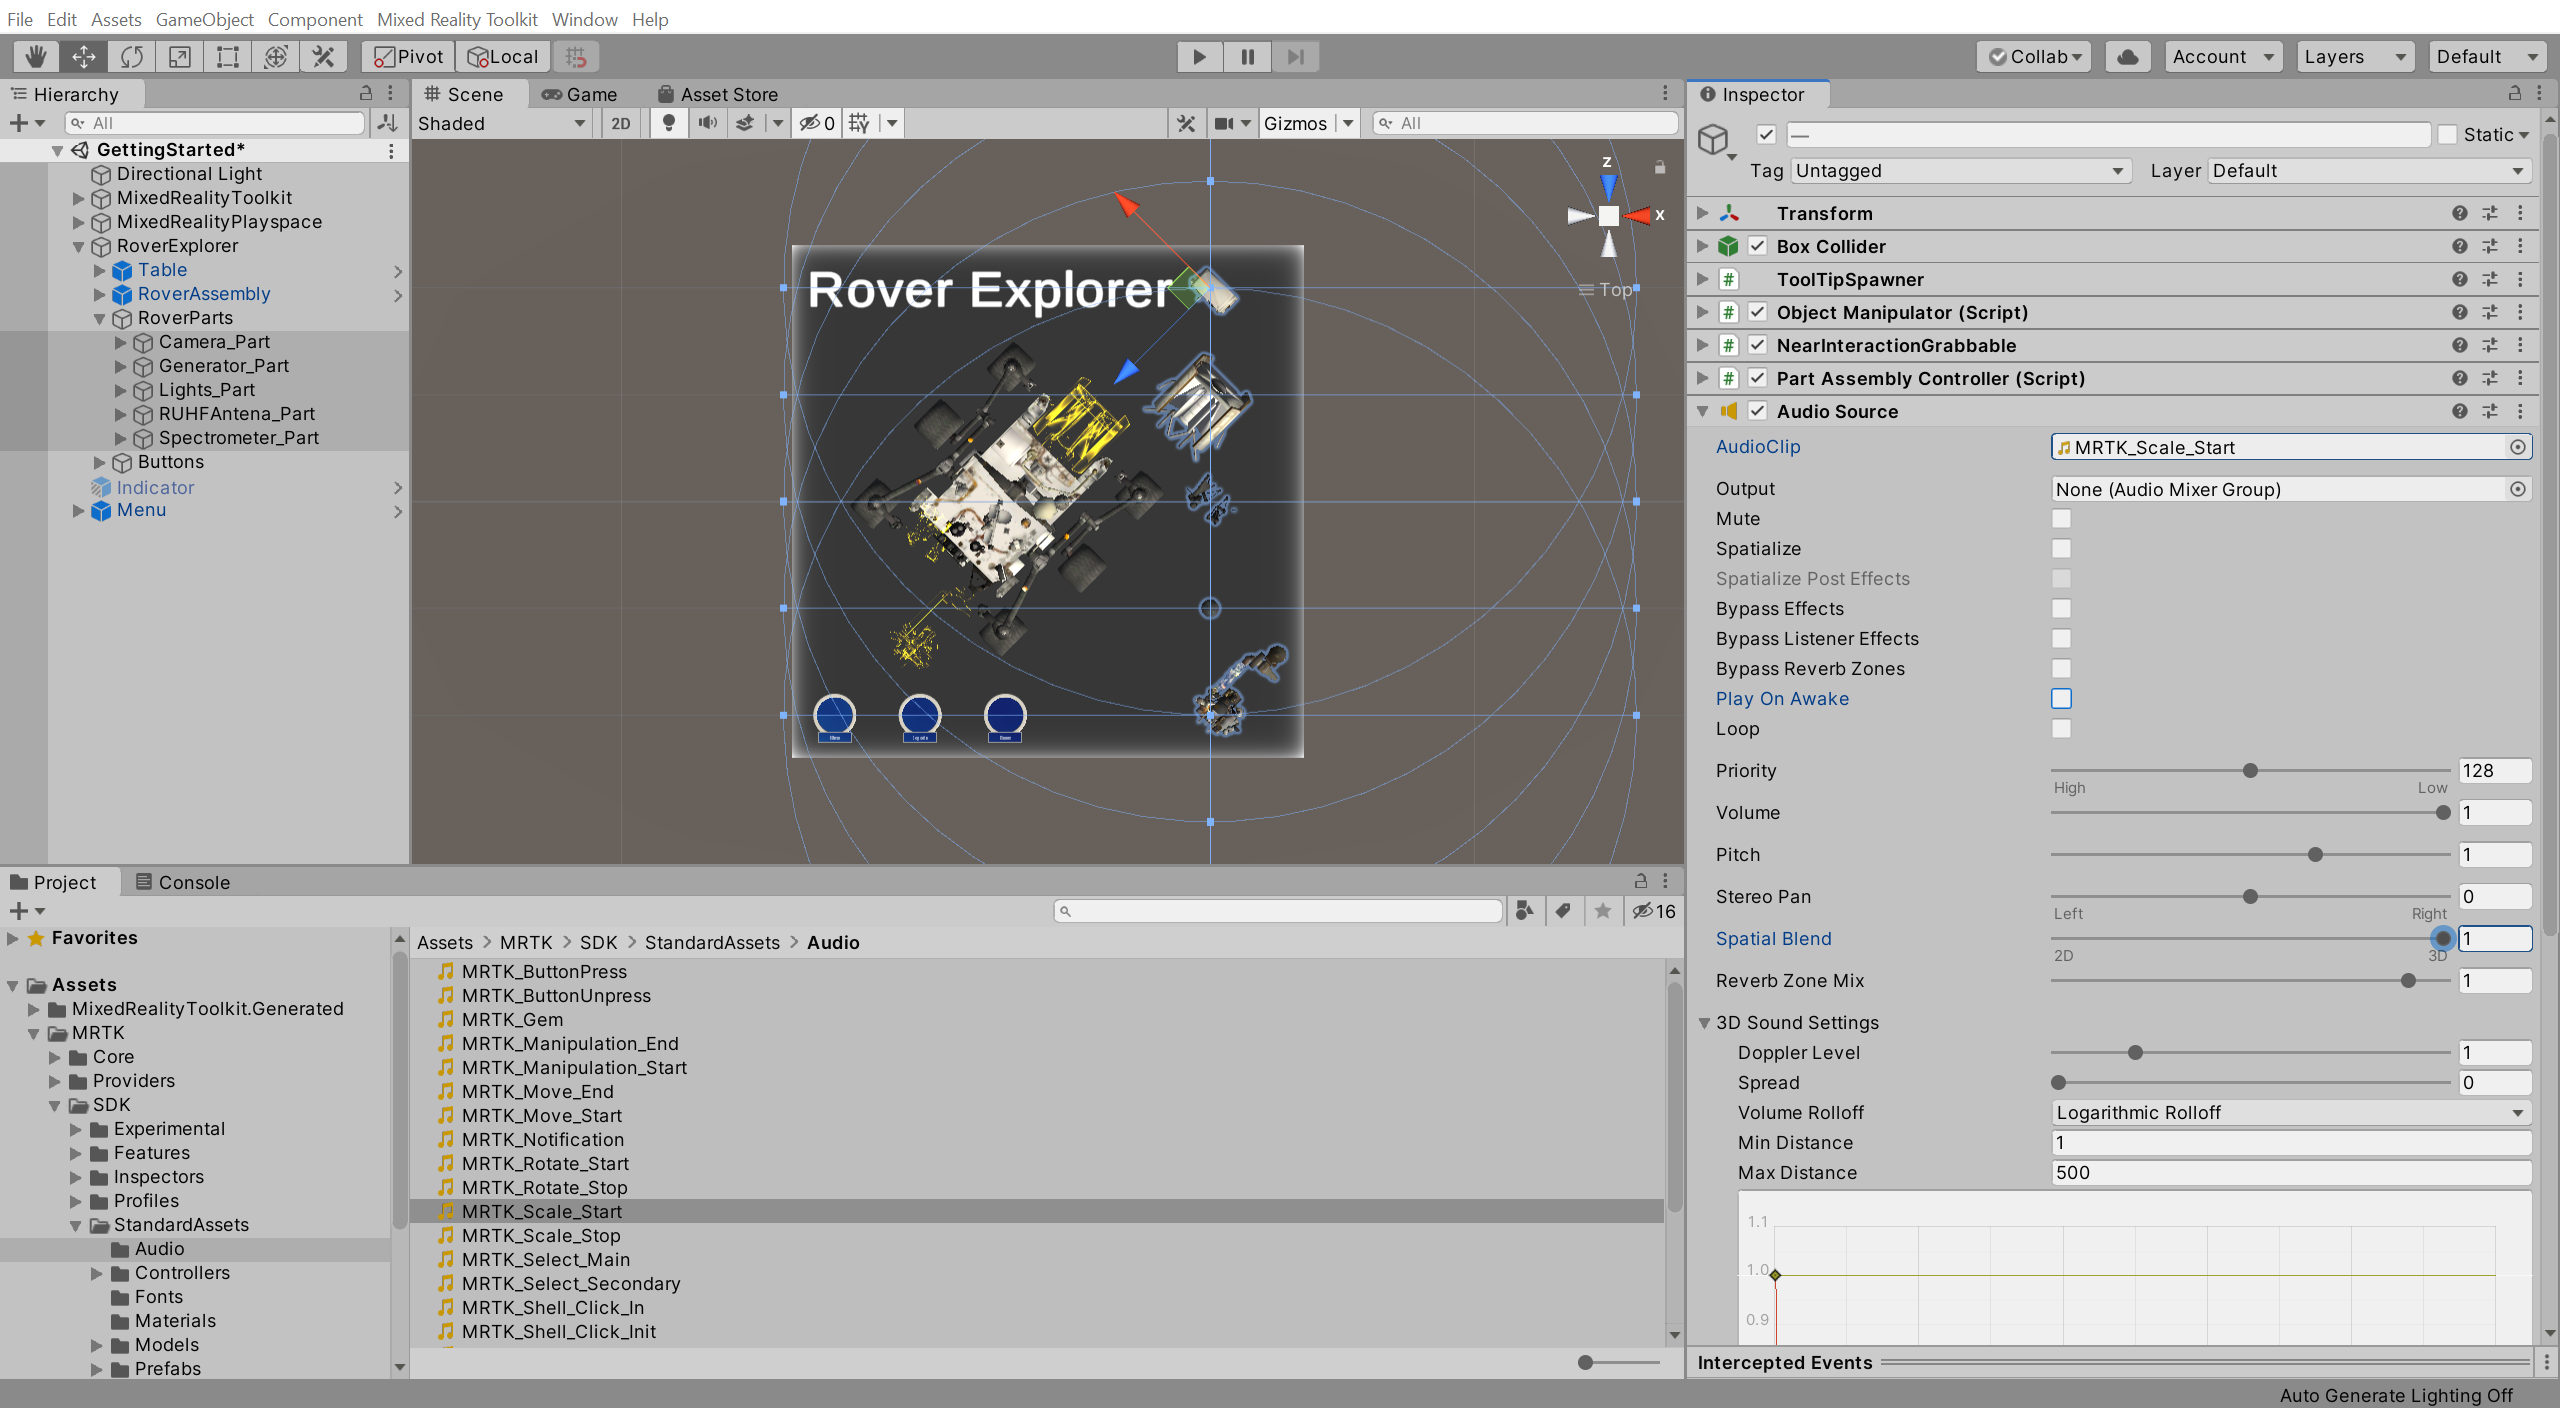 File Edit Assets GameObject Component Mixed Reality Toolkit Window Help
Pivot Local Collab Account Layers Default
Hierarchy
All
GettingStarted*
Directional Light
MixedRealityToolkit
MixedRealityPlayspace
RoverExplorer
Table
RoverAssembly
RoverParts
Camera_Part
Generator_Part
Lights_Part
RUHFAntena_Part
Spectrometer_Part
Buttons
Indicator
Menu
Scene Game Asset Store
Shaded 2D 0 Gizmos All
z
x
Top
Rover Explorer
Project Console
16
Favorites
Assets
MixedRealityToolkit.Generated
MRTK
Core
Providers
SDK
Experimental
Features
Inspectors
Profiles
StandardAssets
Audio
Controllers
Fonts
Materials
Models
Prefabs
Assets > MRTK > SDK > StandardAssets > Audio
MRTK_ButtonPress
MRTK_ButtonUnpress
MRTK_Gem
MRTK_Manipulation_End
MRTK_Manipulation_Start
MRTK_Move_End
MRTK_Move_Start
MRTK_Notification
MRTK_Rotate_Start
MRTK_Rotate_Stop
MRTK_Scale_Start
MRTK_Scale_Stop
MRTK_Select_Main
MRTK_Select_Secondary
MRTK_Shell_Click_In
MRTK_Shell_Click_Init
Inspector
— Static
Tag Untagged Layer Default
Transform
Box Collider
ToolTipSpawner
Object Manipulator (Script)
NearInteractionGrabbable
Part Assembly Controller (Script)
Audio Source
AudioClip MRTK_Scale_Start
Output None (Audio Mixer Group)
Mute
Spatialize
Spatialize Post Effects
Bypass Effects
Bypass Listener Effects
Bypass Reverb Zones
Play On Awake
Loop
Priority 128
High Low
Volume 1
Pitch 1
Stereo Pan 0
Left Right
Spatial Blend 1
2D 3D
Reverb Zone Mix 1
3D Sound Settings
Doppler Level 1
Spread 0
Volume Rolloff Logarithmic Rolloff
Min Distance 1
Max Distance 500
1.1
1.0
0.9
Intercepted Events
Auto Generate Lighting Off